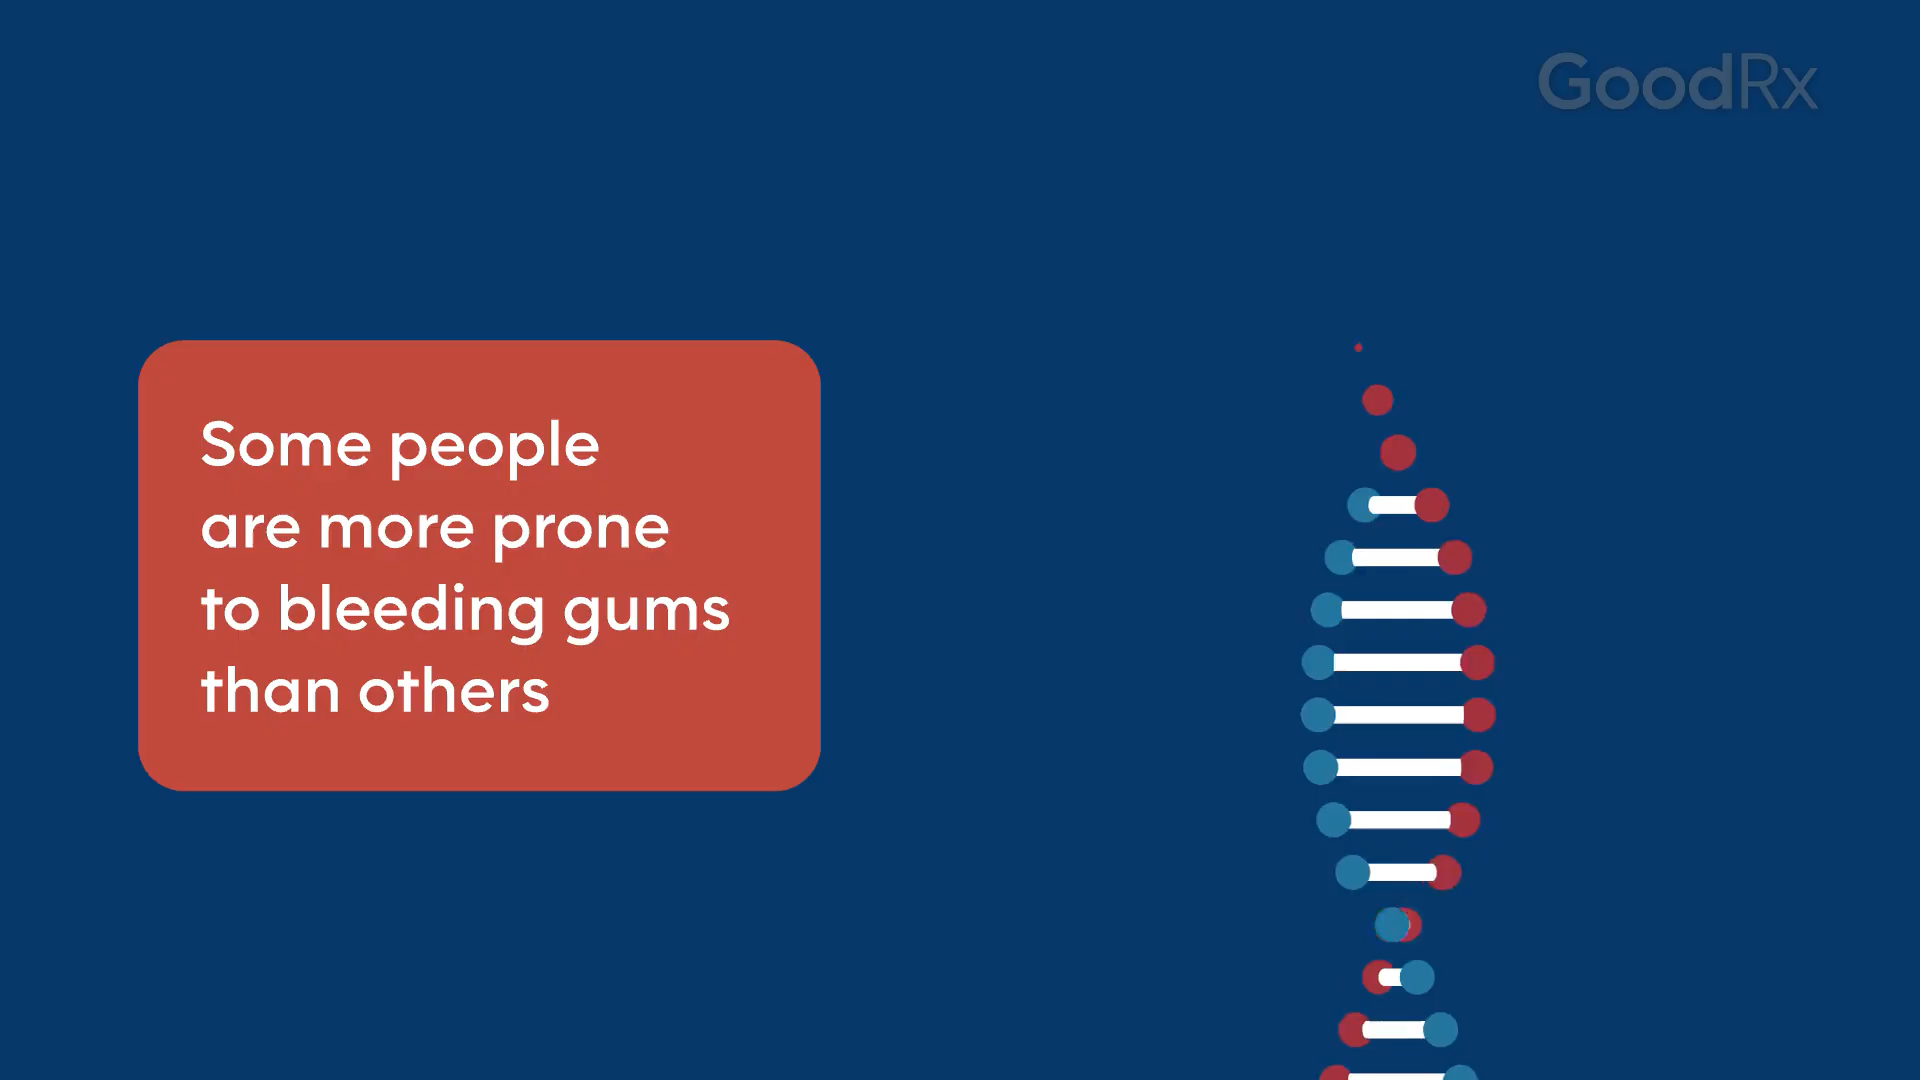 GoodRx
Some people
are more prone
to bleeding gums
than others